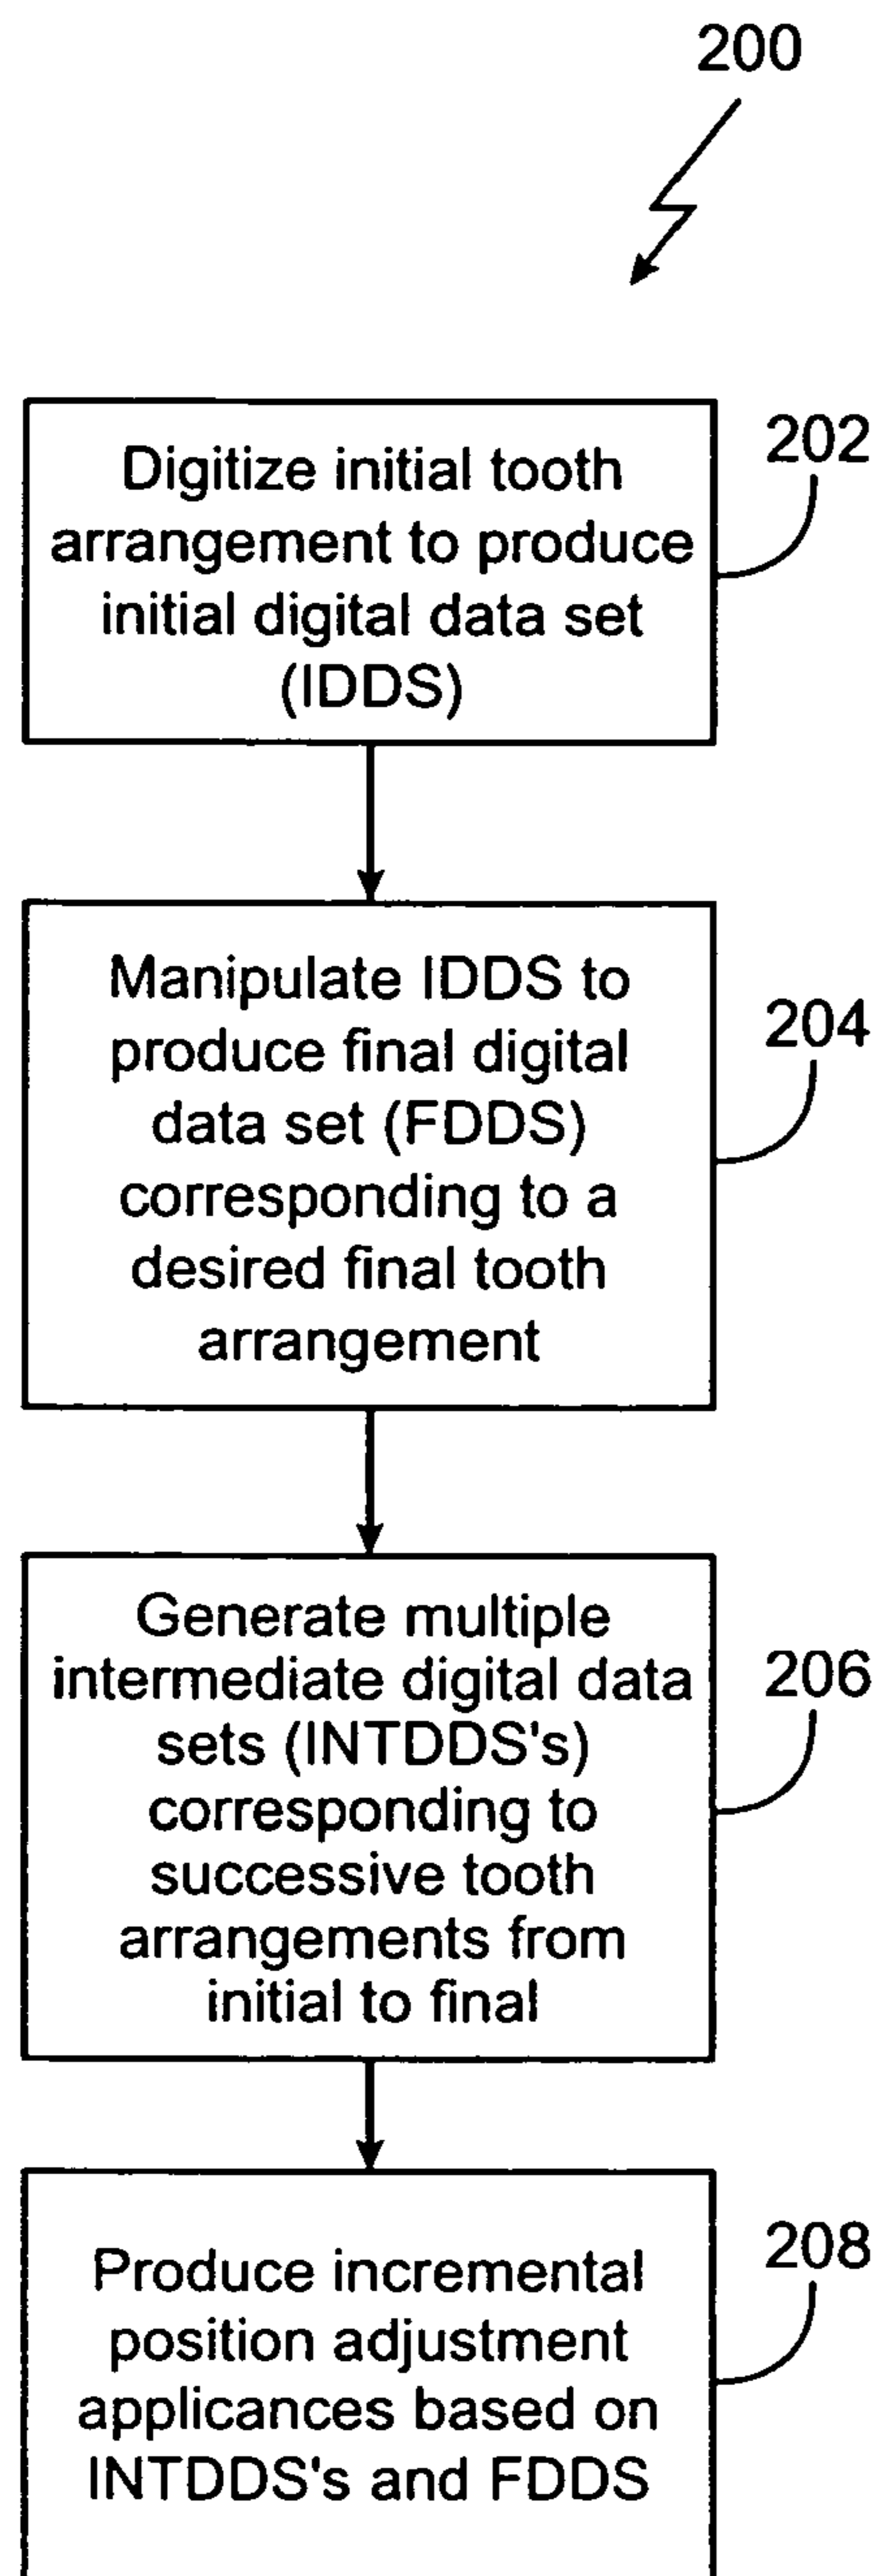 200
202
Digitize initial tooth
arrangement to produce
initial digital data set
(IDDS)
204
Manipulate IDDS to
produce final digital
data set (FDDS)
corresponding to a
desired final tooth
arrangement
206
Generate multiple
intermediate digital data
sets (INTDDS's)
corresponding to
successive tooth
arrangements from
initial to final
208
Produce incremental
position adjustment
applicances based on
INTDDS's and FDDS